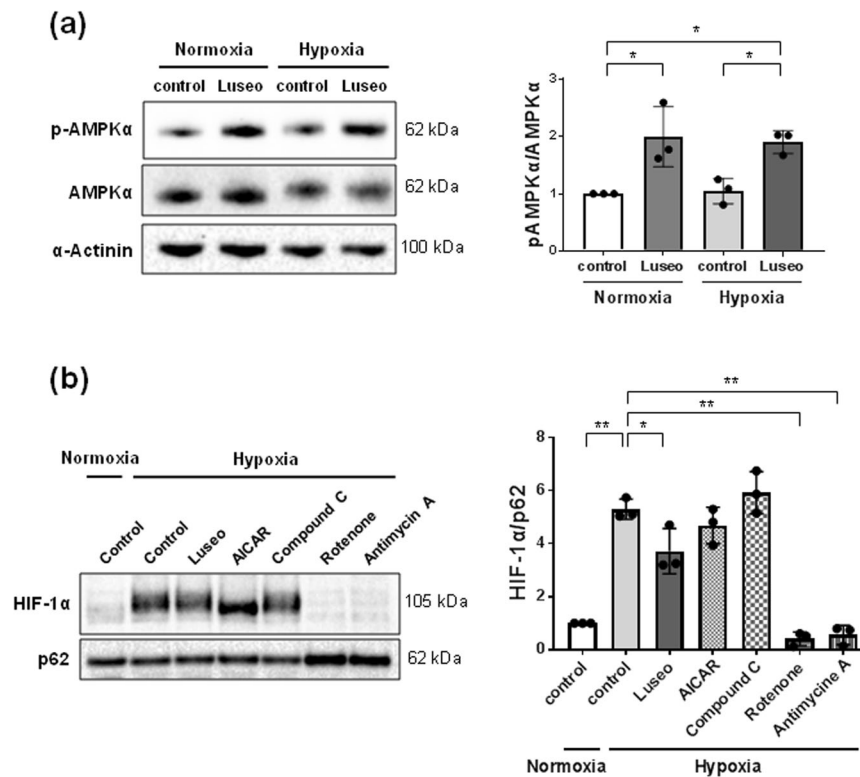 (a)
Normoxia Hypoxia
control Luseo control Luseo
p-AMPKα 62 kDa
AMPKα 62 kDa
α-Actinin 100 kDa
* 
* *
pAMPKα/AMPKα
3
2
1
0
control Luseo control Luseo
Normoxia Hypoxia
(b)
Normoxia Hypoxia
Control Control Luseo AICAR Compound C Rotenone Antimycin A
HIF-1α 105 kDa
p62 62 kDa
**
**
** *
HIF-1α/p62
8
6
4
2
0
control control Luseo AICAR Compound C Rotenone Antimycine A
Normoxia Hypoxia